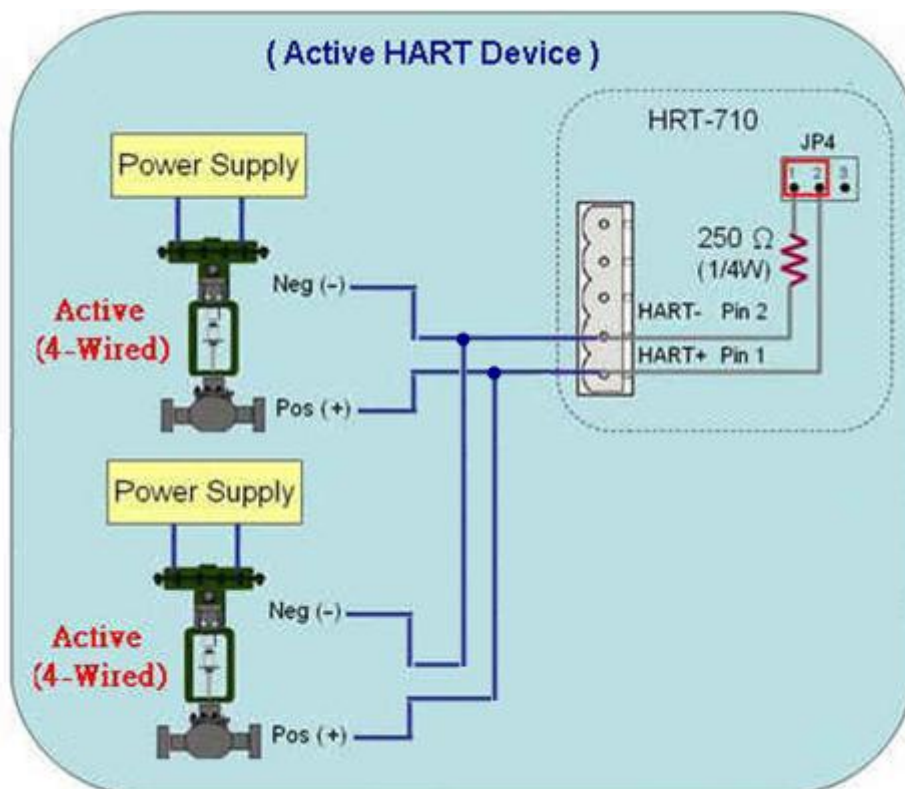 ( Active HART Device )
HRT-710
JP4
1 2 3
Power Supply
250 Ω
(1/4W)
Neg (−)
Active
(4-Wired)
HART- Pin 2
HART+ Pin 1
Pos (+)
Power Supply
Neg (−)
Active
(4-Wired)
Pos (+)